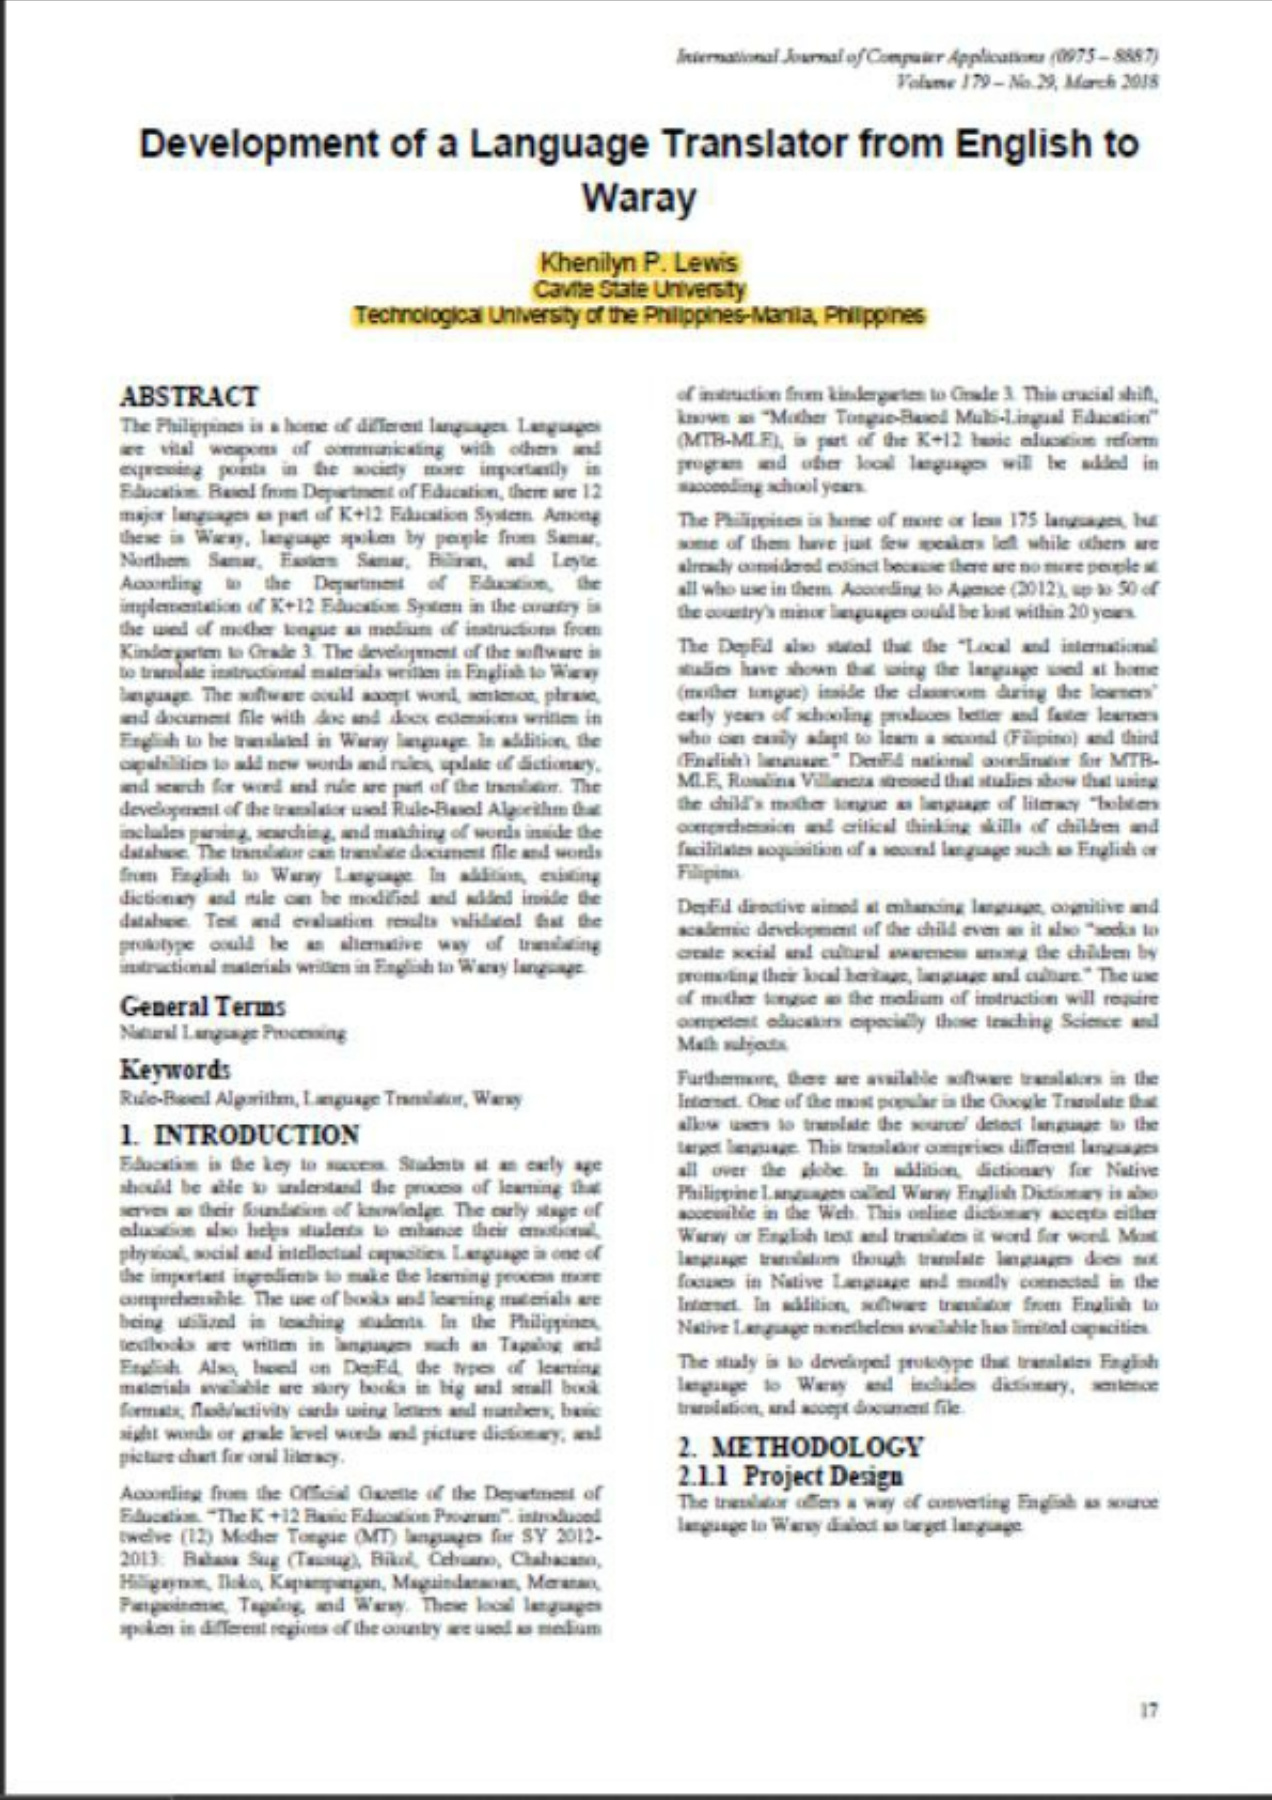 International Journal of Computer Applications (0975 – 8887)
Volume 179 – No.29, March 2018
Development of a Language Translator from English to
Waray
Khenilyn P. Lewis
Cavite State University
Technological University of the Philippines-Manila, Philippines
ABSTRACT
The Philippines is a home of different languages. Languages
are vital weapons of communicating with others and
expressing points in the society more importantly in
Education. Based from Department of Education, there are 12
major languages as part of K+12 Education System. Among
these is Waray, language spoken by people from Samar,
Northern Samar, Eastern Samar, Biliran, and Leyte.
According to the Department of Education, the
implementation of K+12 Education System in the country is
the used of mother tongue as medium of instructions from
Kindergarten to Grade 3. The development of the software is
to translate instructional materials written in English to Waray
language. The software could accept word, sentence, phrase,
and document file with .doc and .docx extensions written in
English to be translated in Waray language. In addition, the
capabilities to add new words and rules, update of dictionary,
and search for word and rule are part of the translator. The
development of the translator used Rule-Based Algorithm that
includes parsing, searching, and matching of words inside the
database. The translator can translate document file and words
from English to Waray Language. In addition, existing
dictionary and rule can be modified and added inside the
database. Test and evaluation results validated that the
prototype could be an alternative way of translating
instructional materials written in English to Waray language.
General Terms
Natural Language Processing
Keywords
Rule-Based Algorithm, Language Translator, Waray
1. INTRODUCTION
Education is the key to success. Students at an early age
should be able to understand the process of learning that
serves as their foundation of knowledge. The early stage of
education also helps students to enhance their emotional,
physical, social and intellectual capacities. Language is one of
the important ingredients to make the learning process more
comprehensible. The use of books and learning materials are
being utilized in teaching students. In the Philippines,
textbooks are written in languages such as Tagalog and
English. Also, based on DepEd, the types of learning
materials available are story books in big and small book
formats; flash/activity cards using letters and numbers; basic
sight words or grade level words and picture dictionary; and
picture chart for oral literacy.
According from the Official Gazette of the Department of
Education, "The K +12 Basic Education Program". introduced
twelve (12) Mother Tongue (MT) languages for SY 2012-
2013: Bahasa Sug (Tausug), Bikol, Cebuano, Chabacano,
Hiligaynon, Iloko, Kapampangan, Maguindanaoan, Meranao,
Pangasinense, Tagalog, and Waray. These local languages
spoken in different regions of the country are used as medium
of instruction from kindergarten to Grade 3. This crucial shift,
known as "Mother Tongue-Based Multi-Lingual Education"
(MTB-MLE), is part of the K+12 basic education reform
program and other local languages will be added in
succeeding school years.
The Philippines is home of more or less 175 languages, but
some of them have just few speakers left while others are
already considered extinct because there are no more people at
all who use in them. According to Agence (2012), up to 50 of
the country's minor languages could be lost within 20 years.
The DepEd also stated that the "Local and international
studies have shown that using the language used at home
(mother tongue) inside the classroom during the learners'
early years of schooling produces better and faster learners
who can easily adapt to learn a second (Filipino) and third
(English) language." DepEd national coordinator for MTB-
MLE, Rosalina Villaneza stressed that studies show that using
the child's mother tongue as language of literacy "bolsters
comprehension and critical thinking skills of children and
facilitates acquisition of a second language such as English or
Filipino.
DepEd directive aimed at enhancing language, cognitive and
academic development of the child even as it also "seeks to
create social and cultural awareness among the children by
promoting their local heritage, language and culture." The use
of mother tongue as the medium of instruction will require
competent educators especially those teaching Science and
Math subjects.
Furthermore, there are available software translators in the
Internet. One of the most popular is the Google Translate that
allow users to translate the source/ detect language to the
target language. This translator comprises different languages
all over the globe. In addition, dictionary for Native
Philippine Languages called Waray English Dictionary is also
accessible in the Web. This online dictionary accepts either
Waray or English text and translates it word for word. Most
language translators though translate languages does not
focuses in Native Language and mostly connected in the
Internet. In addition, software translator from English to
Native Language nonetheless available has limited capacities.
The study is to developed prototype that translates English
language to Waray and includes dictionary, sentence
translation, and accept document file.
2. METHODOLOGY
2.1.1 Project Design
The translator offers a way of converting English as source
language to Waray dialect as target language.
17